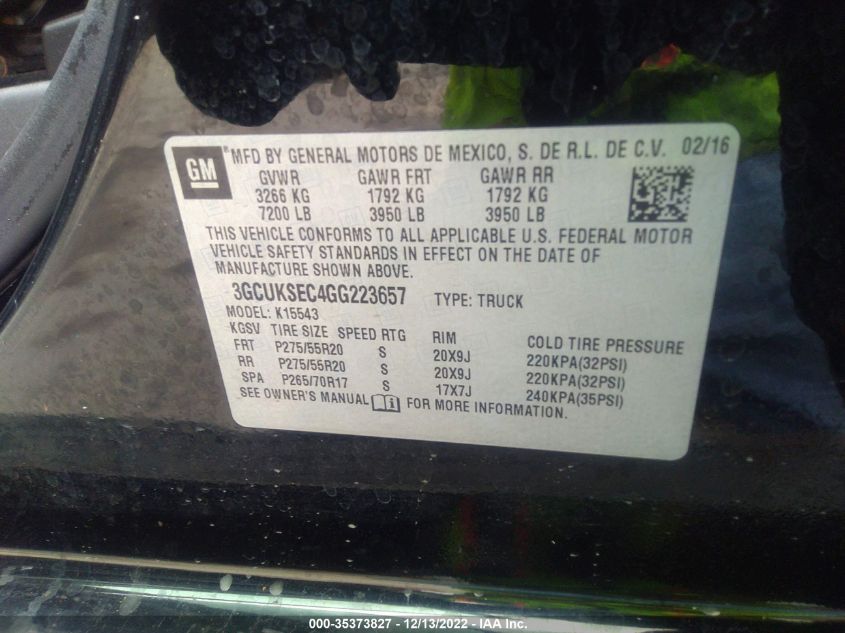 GM ®MFD BY GENERAL MOTORS DE MEXICO, S. DE R.L. DE C.V. 02/16
GVWR GAWR FRT GAWR RR
3266 KG 1792 KG 1792 KG
7200 LB 3950 LB 3950 LB
THIS VEHICLE CONFORMS TO ALL APPLICABLE U.S. FEDERAL MOTOR
VEHICLE SAFETY STANDARDS IN EFFECT ON THE DATE OF
MANUFACTURE SHOWN ABOVE.
3GCUKSEC4GG223657 TYPE: TRUCK
MODEL: K15543
KGSV TIRE SIZE SPEED RTG RIM COLD TIRE PRESSURE
FRT P275/55R20 S 20X9J 220KPA(32PSI)
RR P275/55R20 S 20X9J 220KPA(32PSI)
SPA P265/70R17 S 17X7J 240KPA(35PSI)
SEE OWNER'S MANUAL FOR MORE INFORMATION.
000-35373827 - 12/13/2022 - IAA, Inc.